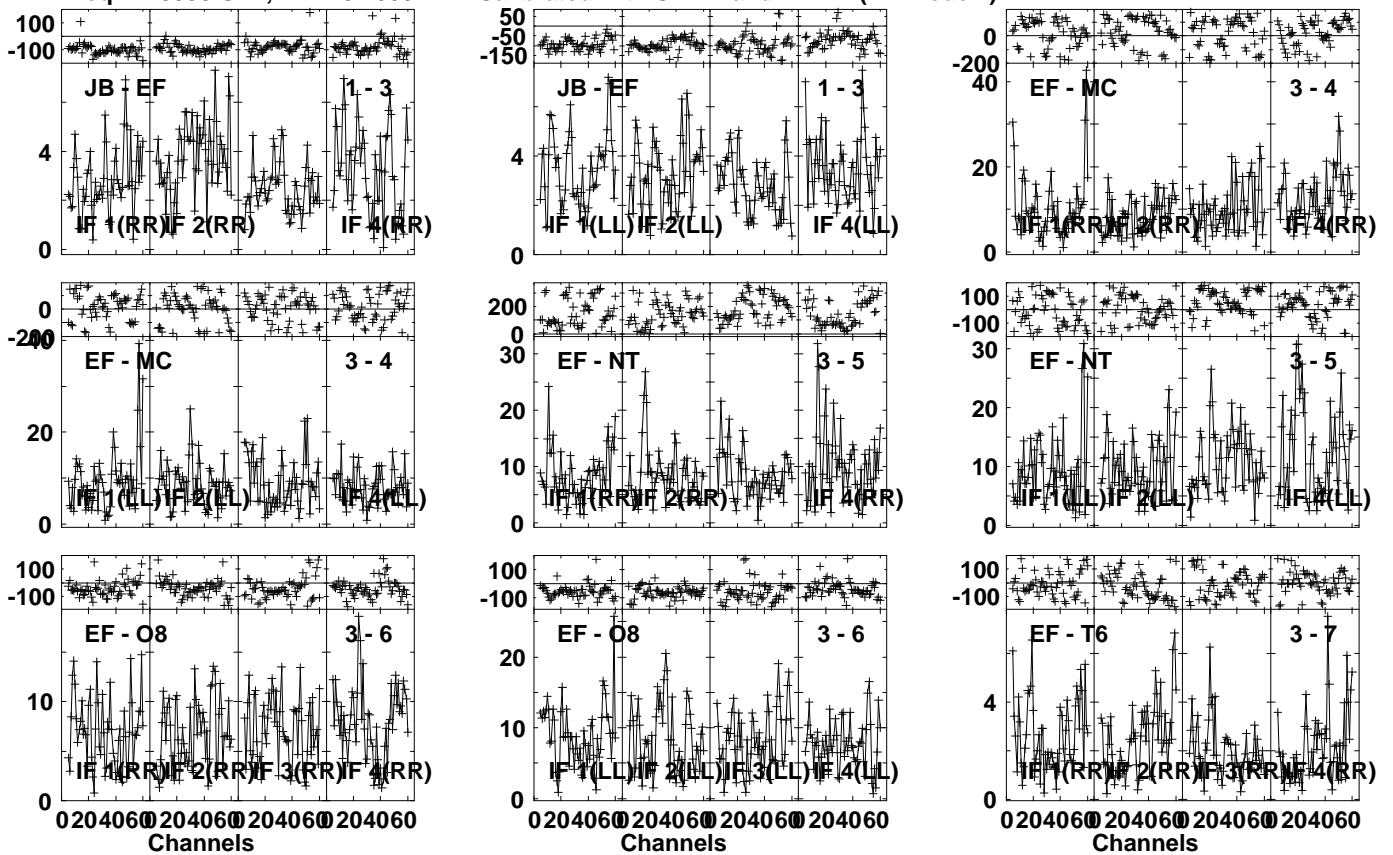 100
-100
JB - EF
1 - 3
4
0
IF 1(RR)
IF 2(RR)
IF 4(RR)
50
-50
-150
JB - EF
1 - 3
4
0
IF 1(LL)
IF 2(LL)
IF 4(LL)
0
-200
40
EF - MC
3 - 4
20
10
0
IF 1(RR)
IF 2(RR)
IF 4(RR)
0
-200
40
EF - MC
3 - 4
20
0
IF 1(LL)
IF 2(LL)
IF 4(LL)
200
0
30
EF - NT
3 - 5
20
10
0
IF 1(RR)
IF 2(RR)
IF 4(RR)
100
-100
30
EF - NT
3 - 5
20
10
0
IF 1(LL)
IF 2(LL)
IF 4(LL)
100
-100
EF - O8
3 - 6
10
0
IF 1(RR)
IF 2(RR)
IF 3(RR)
IF 4(RR)
0 20 40 60 0 20 40 60 0 20 40 60 0 20 40 60
Channels
100
-100
EF - O8
3 - 6
20
10
0
IF 1(LL)
IF 2(LL)
IF 3(LL)
IF 4(LL)
0 20 40 60 0 20 40 60 0 20 40 60 0 20 40 60
Channels
100
-100
EF - T6
3 - 7
4
2
0
IF 1(RR)
IF 2(RR)
IF 3(RR)
IF 4(RR)
0 20 40 60 0 20 40 60 0 20 40 60 0 20 40 60
Channels